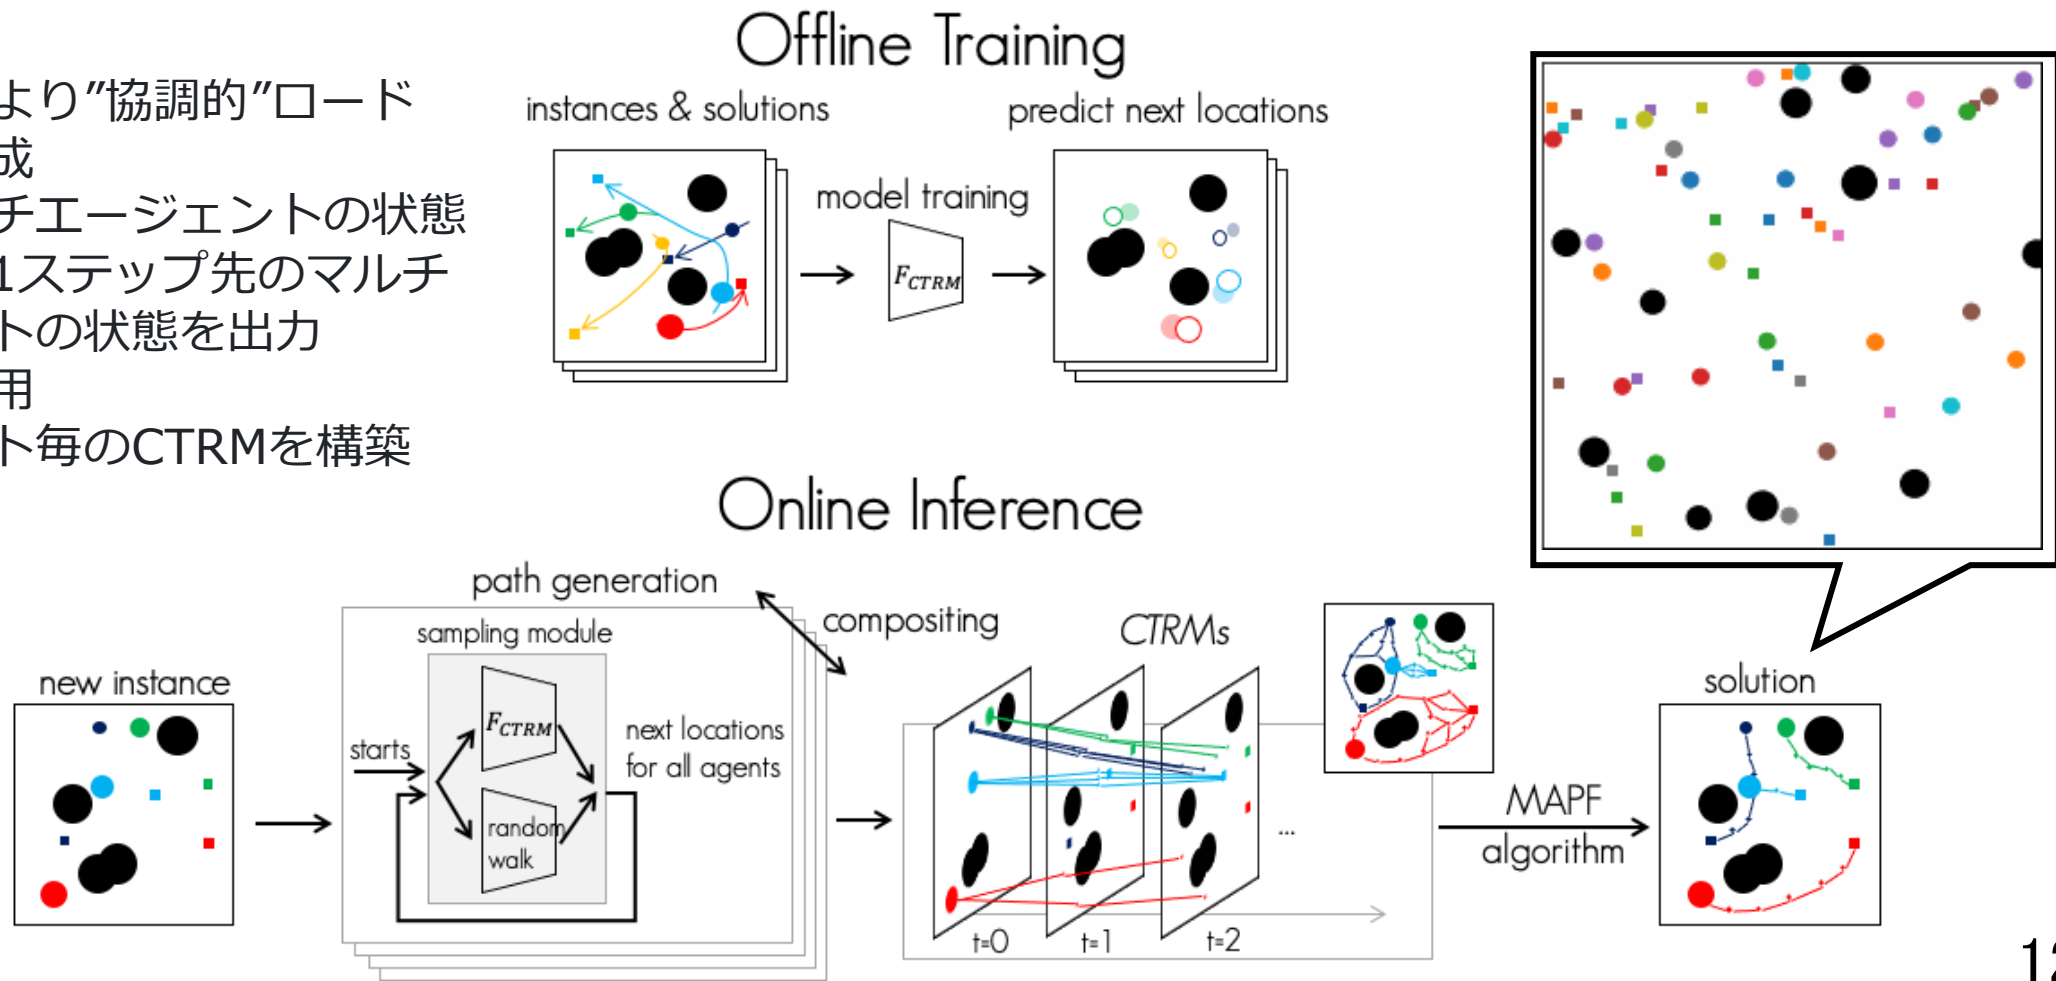 より”協調的”ロード
成
チエージェントの状態
1ステップ先のマルチ
トの状態を出力
用
ト毎のCTRMを構築
Offline Training
instances & solutions
predict next locations
model training
F_CTRM
Online Inference
path generation
compositing
CTRMs
sampling module
new instance
F_CTRM
starts
next locations
for all agents
random
walk
...
t=0
t=1
t=2
MAPF
algorithm
solution
12